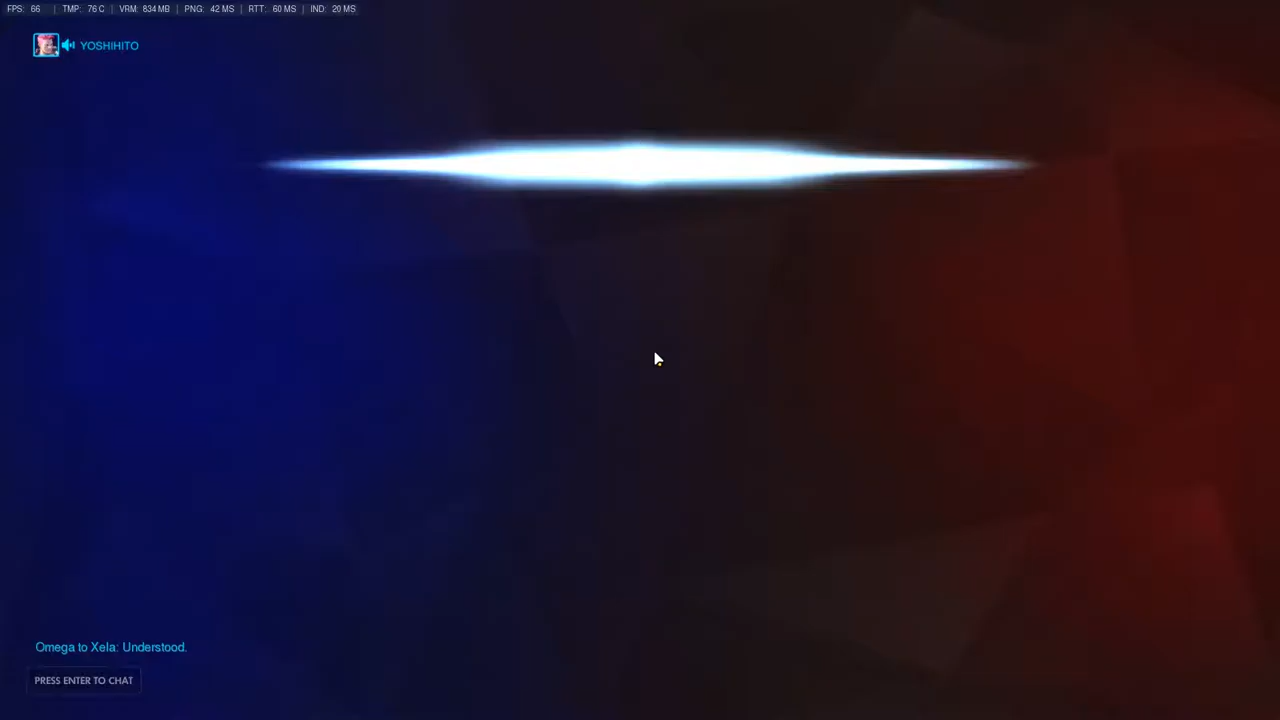 FPS: 66 | TMP: 76 C | VRM: 834 MB | PNG: 42 MS | RTT: 60 MS | IND: 20 MS
YOSHIHITO
Omega to Xela: Understood.
PRESS ENTER TO CHAT